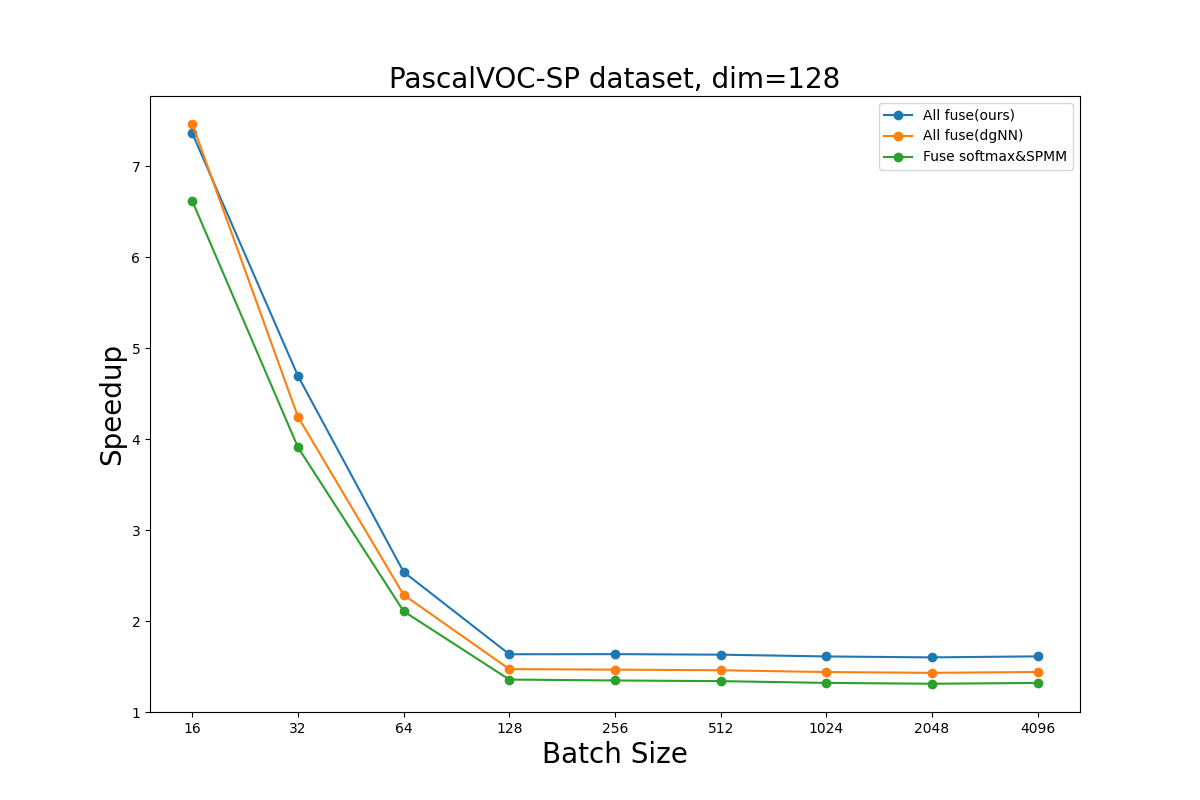 PascalVOC-SP dataset, dim=128
All fuse(ours)
All fuse(dgNN)
Fuse softmax&SPMM
Speedup
7
6
5
4
3
2
1
16 32 64 128 256 512 1024 2048 4096
Batch Size